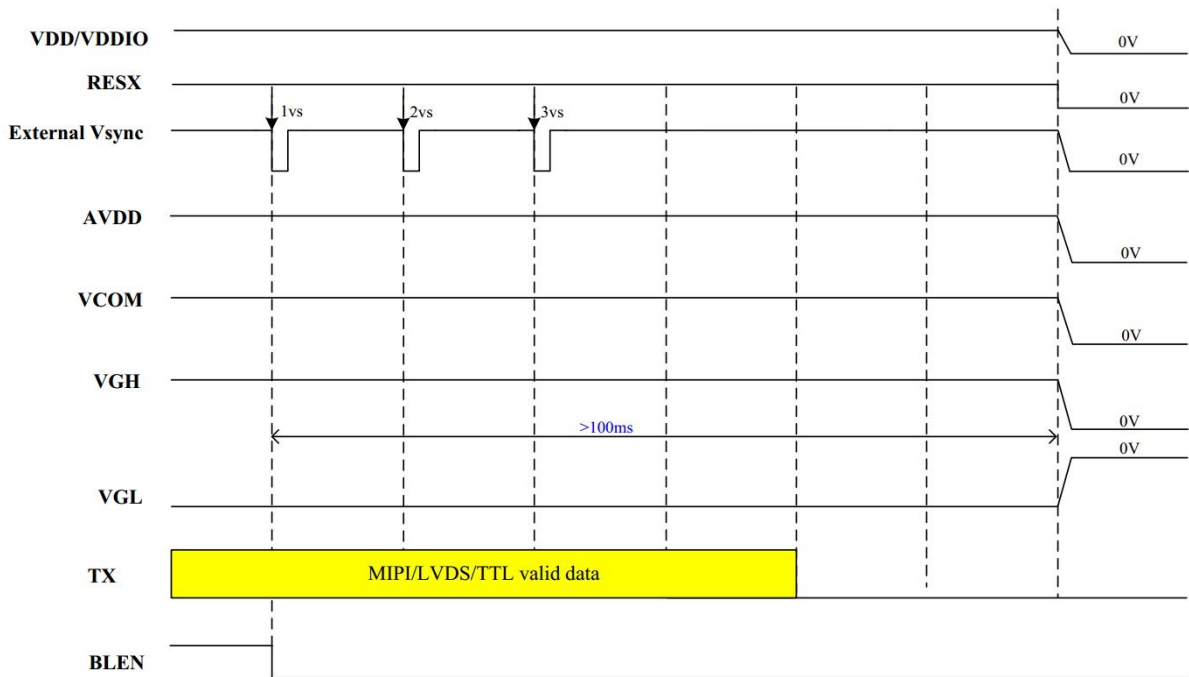 VDD/VDDIO
0V
RESX
0V
1vs
2vs
3vs
External Vsync
0V
AVDD
0V
VCOM
0V
VGH
0V
>100ms
0V
VGL
TX
MIPI/LVDS/TTL valid data
BLEN